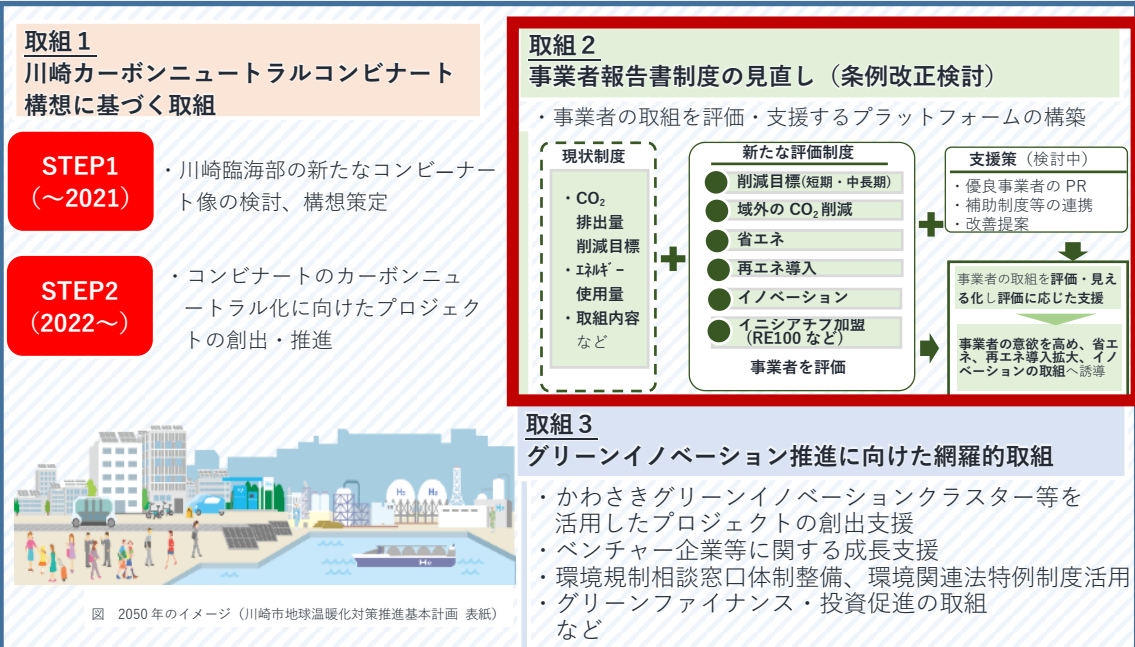 取組１
川崎カーボンニュートラルコンビナート
構想に基づく取組
STEP1
（～2021）
・川崎臨海部の新たなコンビーナー
ト像の検討、構想策定
STEP2
（2022～）
・コンビナートのカーボンニュ
ートラル化に向けたプロジェク
トの創出・推進
H₂
H₂
He
図　2050 年のイメージ（川崎市地球温暖化対策推進基本計画 表紙）
取組２
事業者報告書制度の見直し（条例改正検討）
・事業者の取組を評価・支援するプラットフォームの構築
現状制度
・CO₂
排出量
削減目標
・ｴﾈﾙｷﾞｰ
使用量
・取組内容
など
新たな評価制度
削減目標(短期・中長期)
域外の CO₂ 削減
省エネ
再エネ導入
イノベーション
イニシアチブ加盟
（RE100 など）
事業者を評価
支援策（検討中）
・優良事業者の PR
・補助制度等の連携
・改善提案
事業者の取組を評価・見え
る化し評価に応じた支援
事業者の意欲を高め、省エ
ネ、再エネ導入拡大、イノ
ベーションの取組へ誘導
取組３
グリーンイノベーション推進に向けた網羅的取組
・かわさきグリーンイノベーションクラスター等を
活用したプロジェクトの創出支援
・ベンチャー企業等に関する成長支援
・環境規制相談窓口体制整備、環境関連法特例制度活用
・グリーンファイナンス・投資促進の取組
など